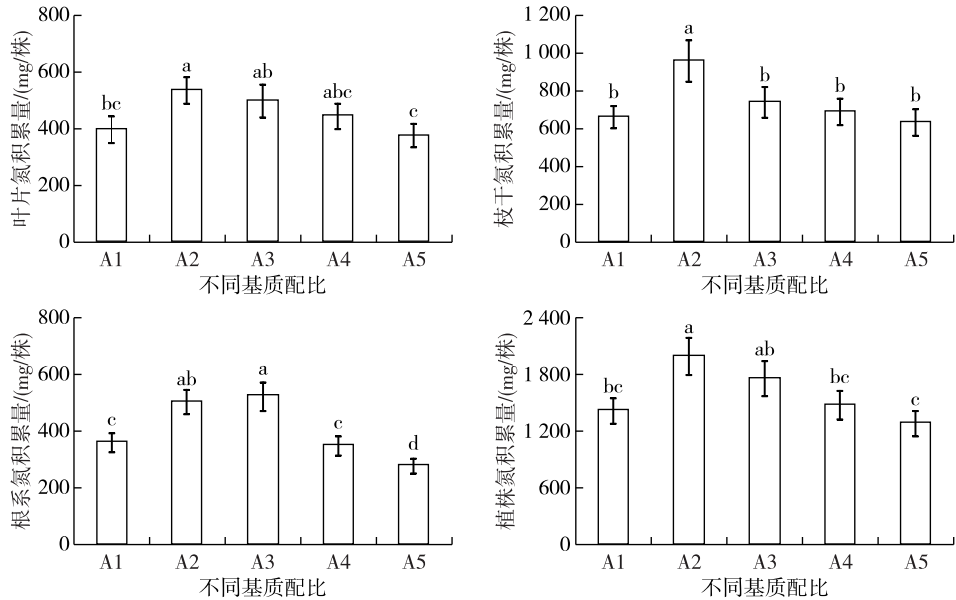 叶片氮积累量/(mg/株)
800
600
400
200
0
bc
a
ab
abc
c
A1 A2 A3 A4 A5
不同基质配比
枝干氮积累量/(mg/株)
1 200
1 000
800
600
400
200
0
b
a
b
b
b
A1 A2 A3 A4 A5
不同基质配比
根系氮积累量/(mg/株)
800
600
400
200
0
c
ab
a
c
d
A1 A2 A3 A4 A5
不同基质配比
植株氮积累量/(mg/株)
2 400
1 800
1 200
600
0
bc
a
ab
bc
c
A1 A2 A3 A4 A5
不同基质配比